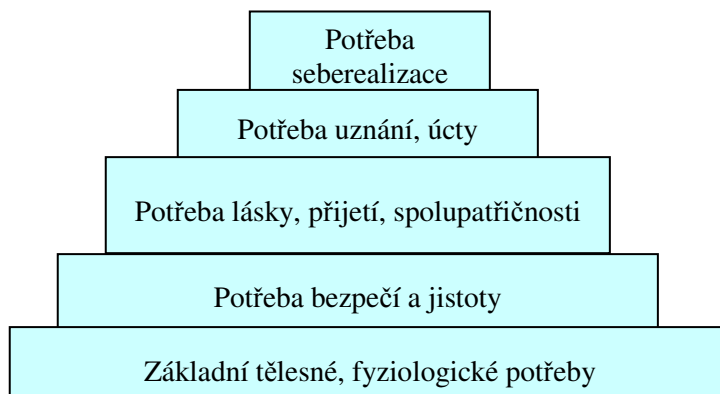 Potřeba
seberealizace
Potřeba uznání, úcty
Potřeba lásky, přijetí, spolupatřičnosti
Potřeba bezpečí a jistoty
Základní tělesné, fyziologické potřeby